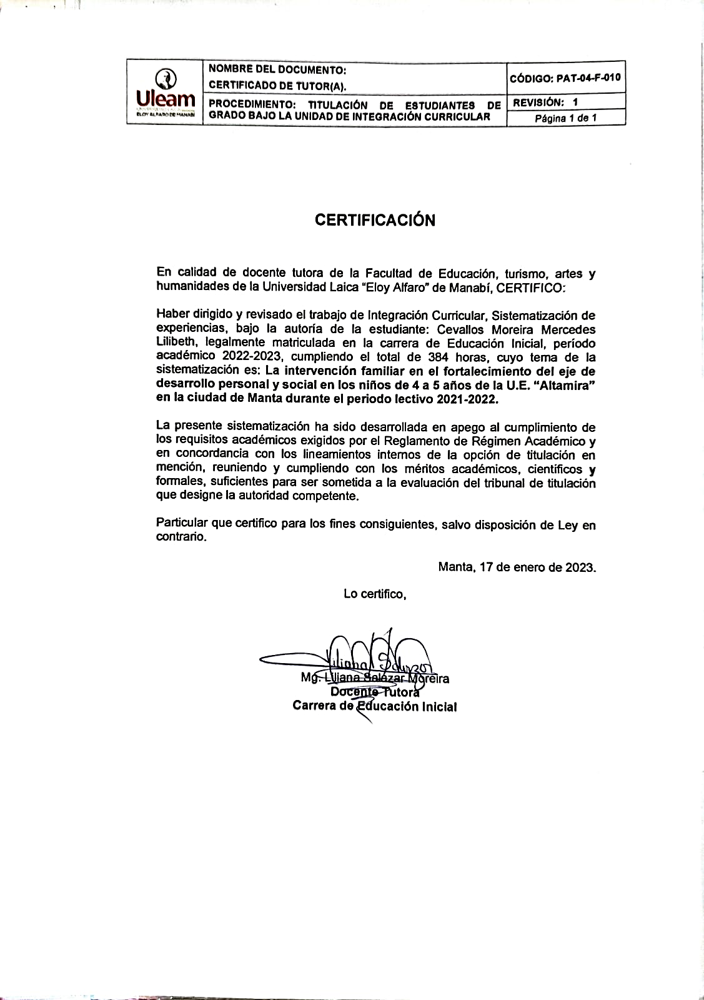 NOMBRE DEL DOCUMENTO:
CERTIFICADO DE TUTOR(A).
CÓDIGO: PAT-04-F-010
Uleam
ELOY ALFARO DE MANABÍ
PROCEDIMIENTO: TITULACIÓN DE ESTUDIANTES DE
GRADO BAJO LA UNIDAD DE INTEGRACIÓN CURRICULAR
REVISIÓN: 1
Página 1 de 1
CERTIFICACIÓN
En calidad de docente tutora de la Facultad de Educación, turismo, artes y
humanidades de la Universidad Laica “Eloy Alfaro” de Manabí, CERTIFICO:
Haber dirigido y revisado el trabajo de Integración Curricular, Sistematización de
experiencias, bajo la autoría de la estudiante: Cevallos Moreira Mercedes
Lilibeth, legalmente matriculada en la carrera de Educación Inicial, período
académico 2022-2023, cumpliendo el total de 384 horas, cuyo tema de la
sistematización es: La intervención familiar en el fortalecimiento del eje de
desarrollo personal y social en los niños de 4 a 5 años de la U.E. “Altamira”
en la ciudad de Manta durante el periodo lectivo 2021-2022.
La presente sistematización ha sido desarrollada en apego al cumplimiento de
los requisitos académicos exigidos por el Reglamento de Régimen Académico y
en concordancia con los lineamientos internos de la opción de titulación en
mención, reuniendo y cumpliendo con los méritos académicos, científicos y
formales, suficientes para ser sometida a la evaluación del tribunal de titulación
que designe la autoridad competente.
Particular que certifico para los fines consiguientes, salvo disposición de Ley en
contrario.
Manta, 17 de enero de 2023.
Lo certifico,
Mg. Liliana Salazar Moreira
Docente Tutora
Carrera de Educación Inicial